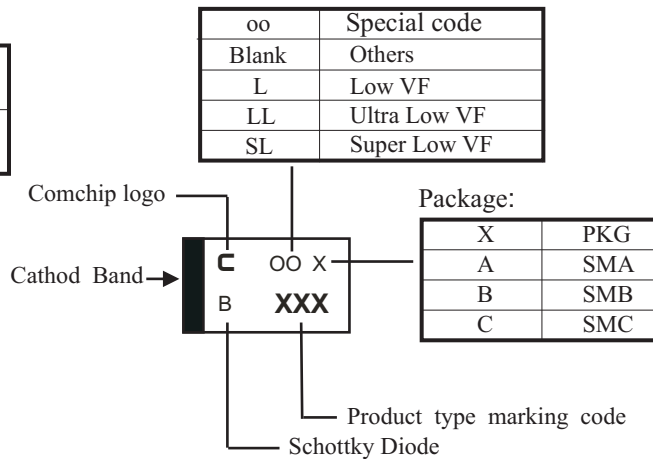 oo Special code
Blank Others
L Low VF
LL Ultra Low VF
SL Super Low VF
Comchip logo
Package:
X PKG
A SMA
B SMB
C SMC
Cathod Band
C OO X
B XXX
Product type marking code
Schottky Diode